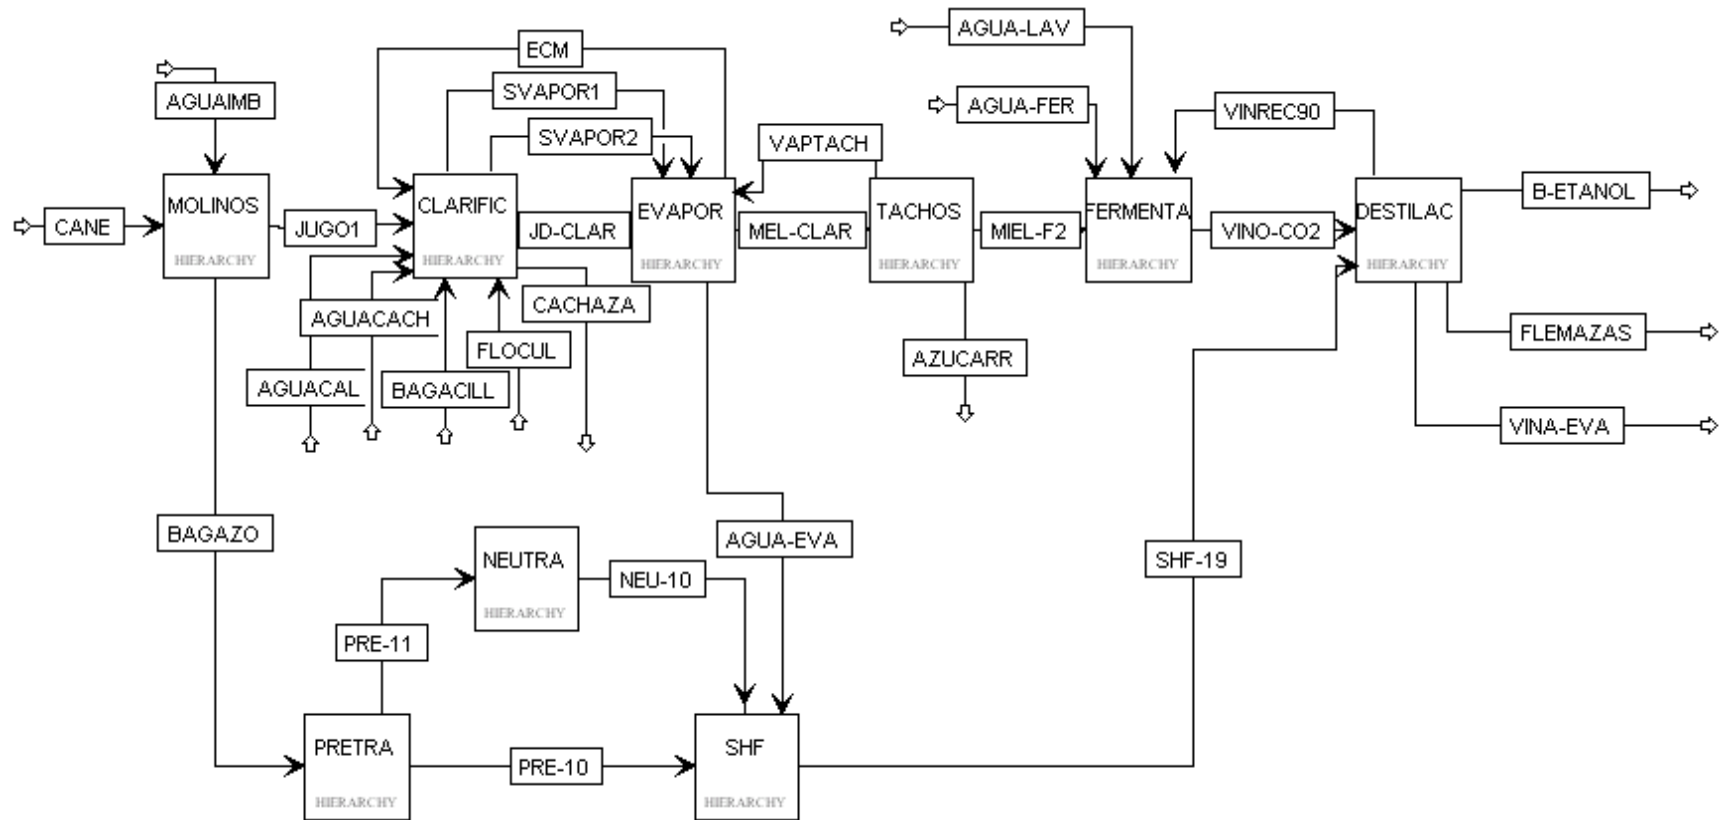 AGUA-LAV
ECM
SVAPOR1
AGUAIMB
AGUA-FER
VINREC90
SVAPOR2
VAPTACH
B-ETANOL
MOLINOS
HIERARCHY
CLARIFIC
HIERARCHY
EVAPOR
HIERARCHY
TACHOS
HIERARCHY
FERMENTA
HIERARCHY
DESTILAC
HIERARCHY
CANE
JUGO1
JD-CLAR
MEL-CLAR
MIEL-F2
VINO-CO2
AGUACACH
CACHAZA
FLEMAZAS
FLOCUL
AZUCARR
AGUACAL
BAGACILL
VINA-EVA
BAGAZO
AGUA-EVA
NEUTRA
HIERARCHY
NEU-10
SHF-19
PRE-11
PRETRA
HIERARCHY
PRE-10
SHF
HIERARCHY